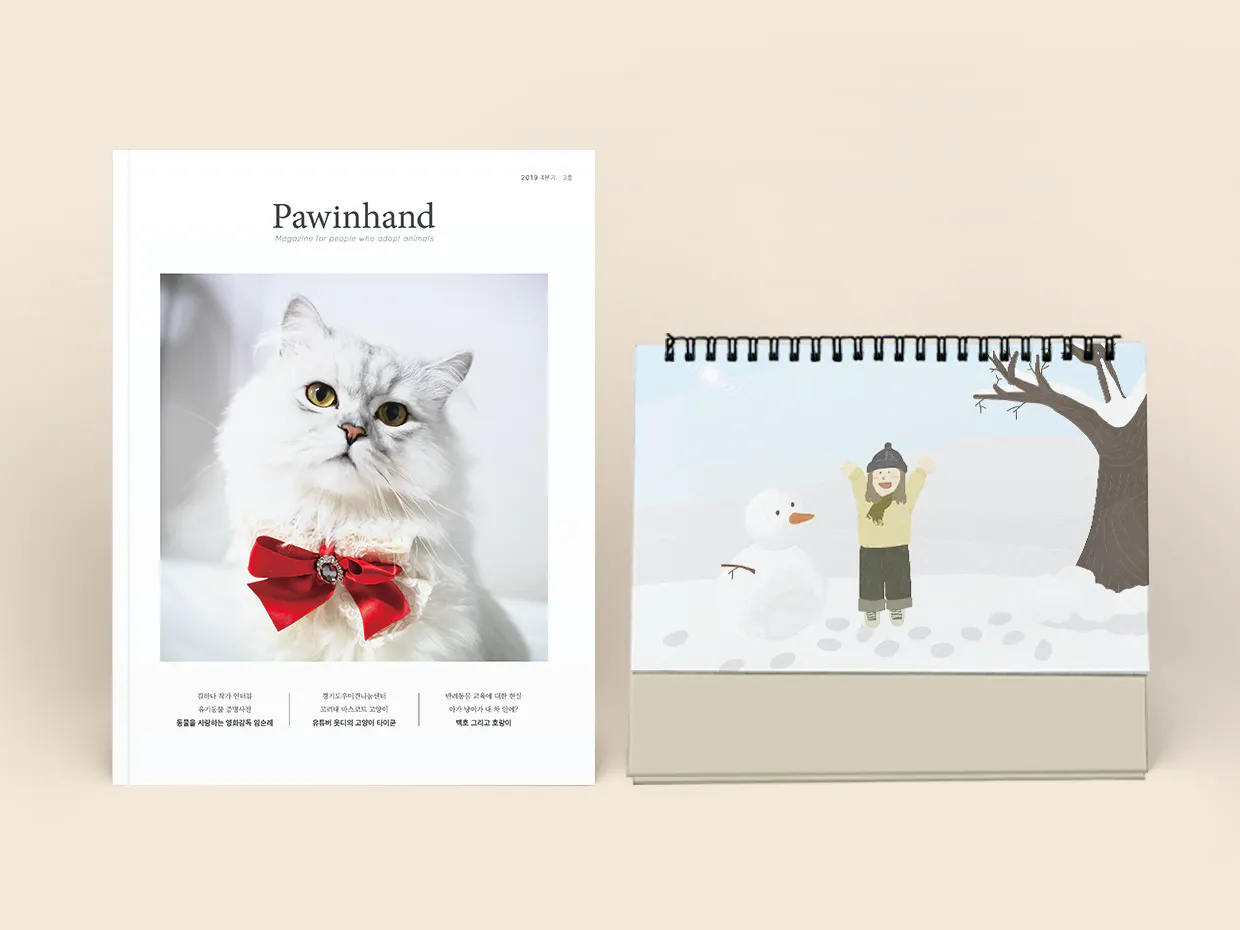 2019 4분기 | 3호
Pawinhand
Magazine for people who adopt animals
김하나 작가 인터뷰
유기동물 증명사진
동물을 사랑하는 영화감독 임순례
경기도우미견나눔센터
고려대 마스코트 고양이
유튜버 옷디의 고양이 타이쿤
반려동물 교육에 대한 현실
아가 냥이가 내 차 안에?
백호 그리고 호랑이